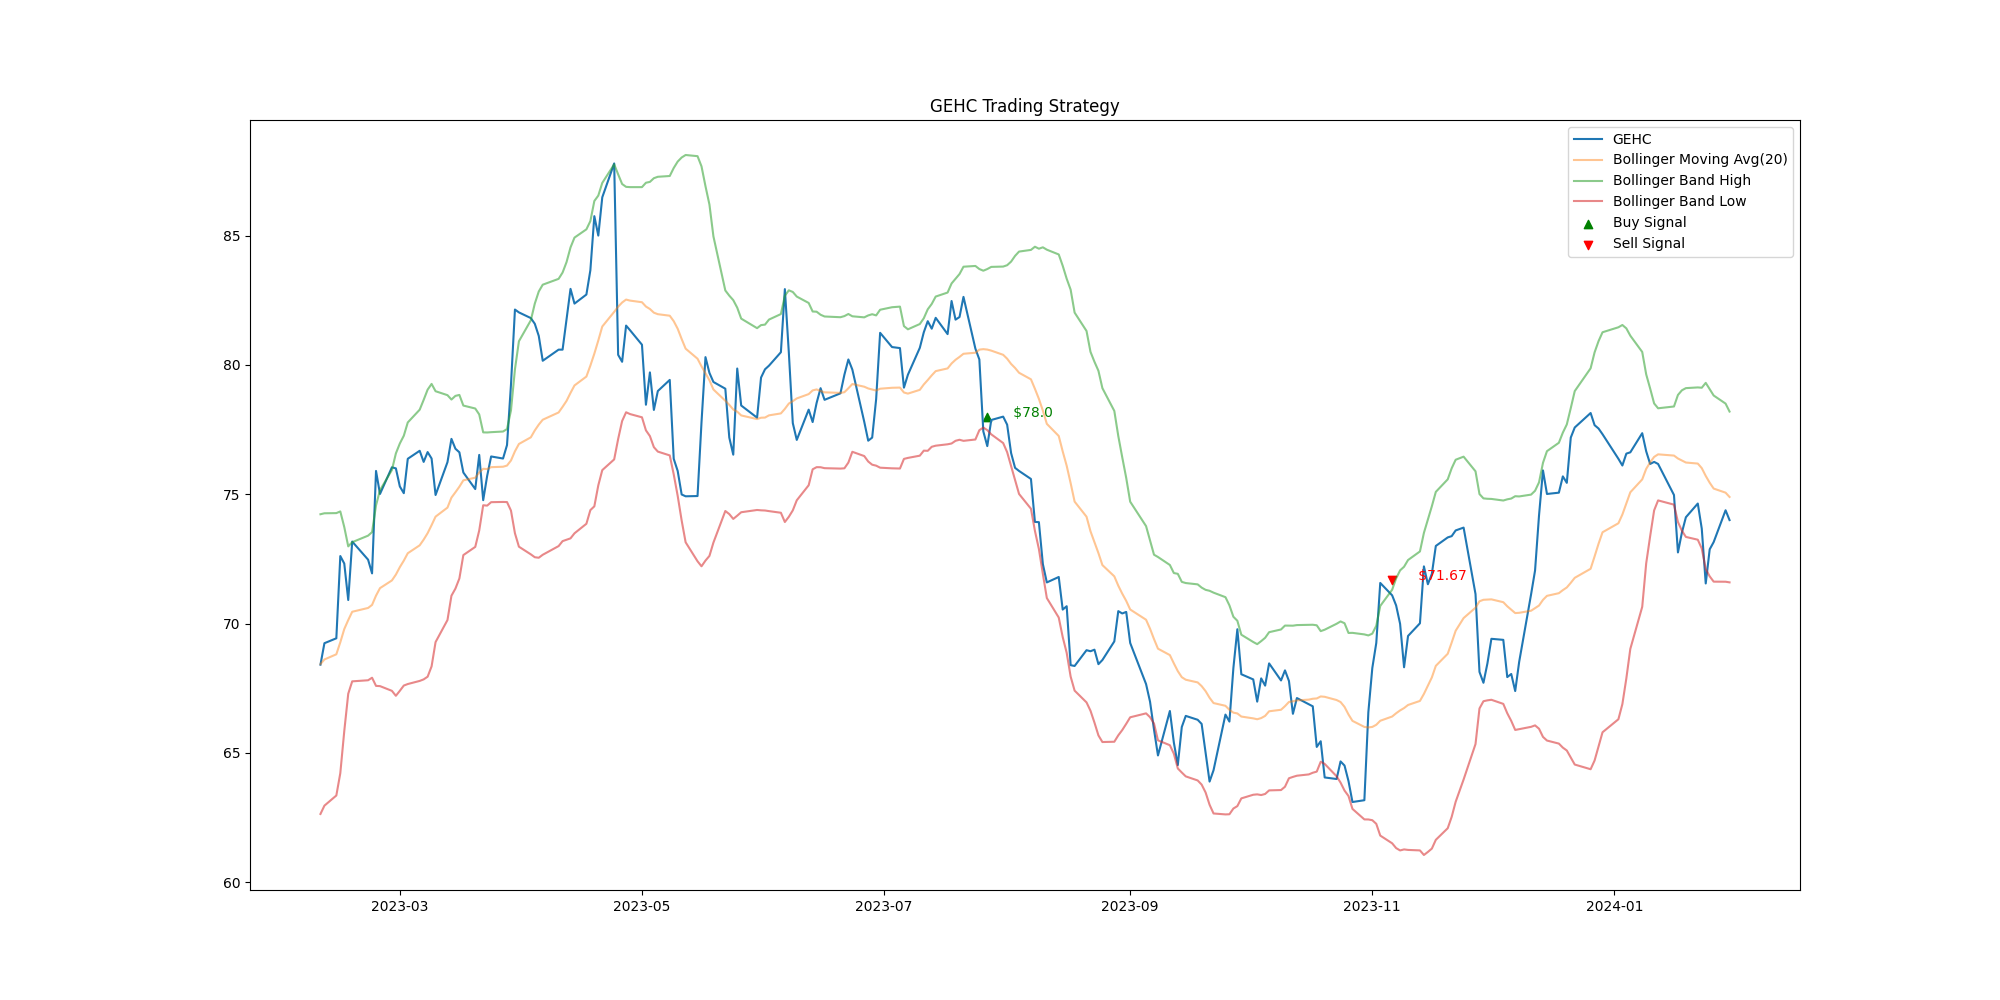 GEHC Trading Strategy
GEHC
Bollinger Moving Avg(20)
Bollinger Band High
Bollinger Band Low
Buy Signal
Sell Signal
85
80
75
70
65
60
$78.0
$71.67
2023-03
2023-05
2023-07
2023-09
2023-11
2024-01